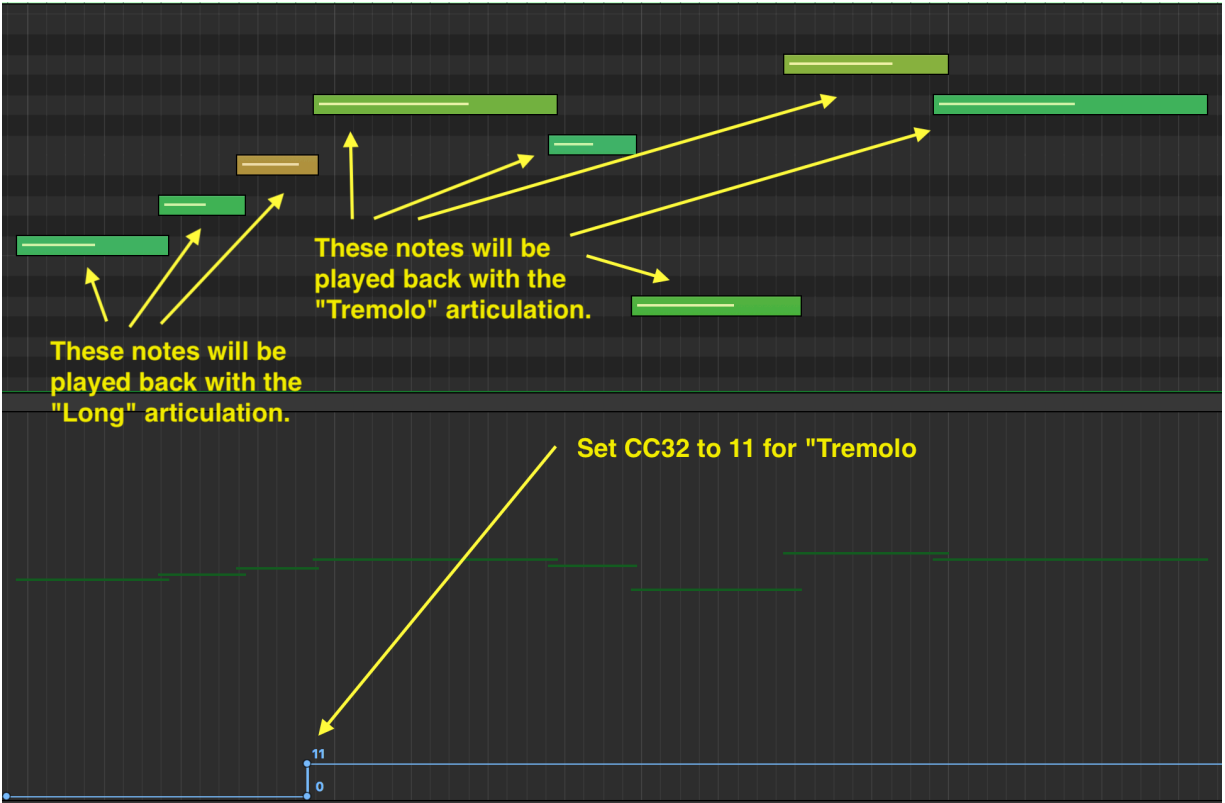 These notes will be
played back with the
"Tremolo" articulation.
These notes will be
played back with the
"Long" articulation.
Set CC32 to 11 for "Tremolo
11
0